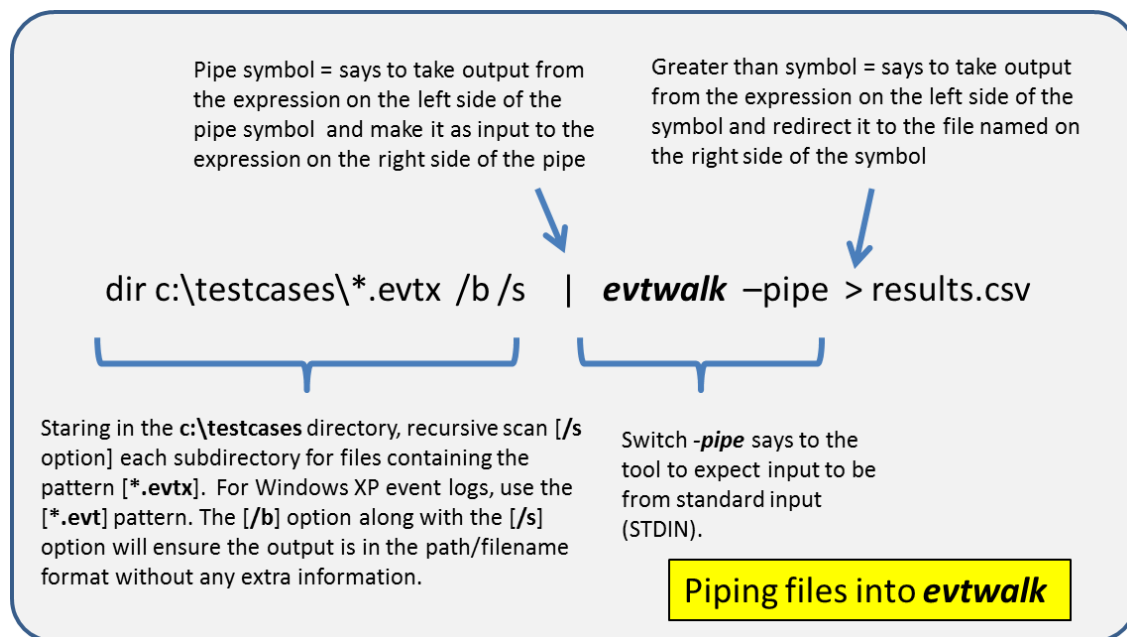 Pipe symbol = says to take output from
the expression on the left side of the
pipe symbol and make it as input to the
expression on the right side of the pipe
Greater than symbol = says to take output
from the expression on the left side of the
symbol and redirect it to the file named on
the right side of the symbol
dir c:\testcases\*.evtx /b /s | evtwalk –pipe > results.csv
Staring in the c:\testcases directory, recursive scan [/s
option] each subdirectory for files containing the
pattern [*.evtx]. For Windows XP event logs, use the
[*.evt] pattern. The [/b] option along with the [/s]
option will ensure the output is in the path/filename
format without any extra information.
Switch -pipe says to the
tool to expect input to be
from standard input
(STDIN).
Piping files into evtwalk